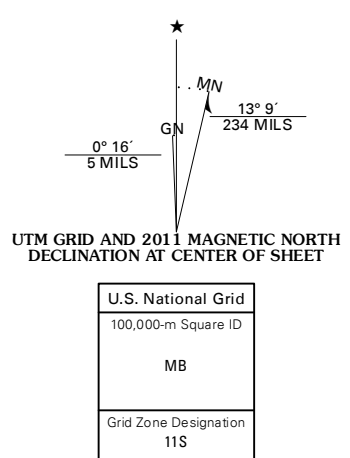 ★
MN
13° 9´
234 MILS
GN
0° 16´
5 MILS
UTM GRID AND 2011 MAGNETIC NORTH
DECLINATION AT CENTER OF SHEET
U.S. National Grid
100,000-m Square ID
MB
Grid Zone Designation
11S